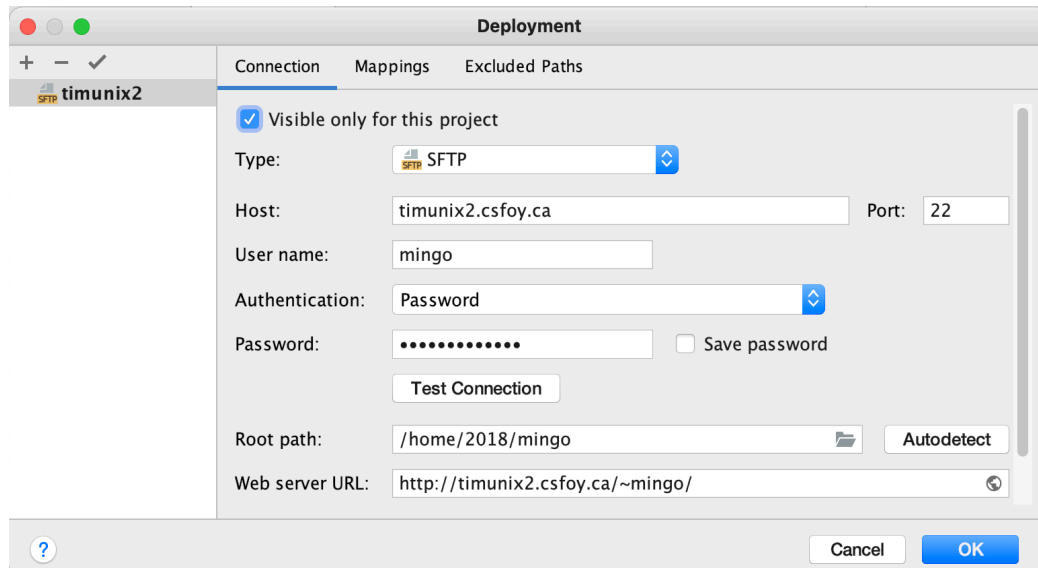 Deployment
SFTP timunix2
Connection Mappings Excluded Paths
Visible only for this project
Type: SFTP SFTP
Host: timunix2.csfoy.ca Port: 22
User name: mingo
Authentication: Password
Password: ••••••••••••• Save password
Test Connection
Root path: /home/2018/mingo Autodetect
Web server URL: http://timunix2.csfoy.ca/~mingo/
? Cancel OK